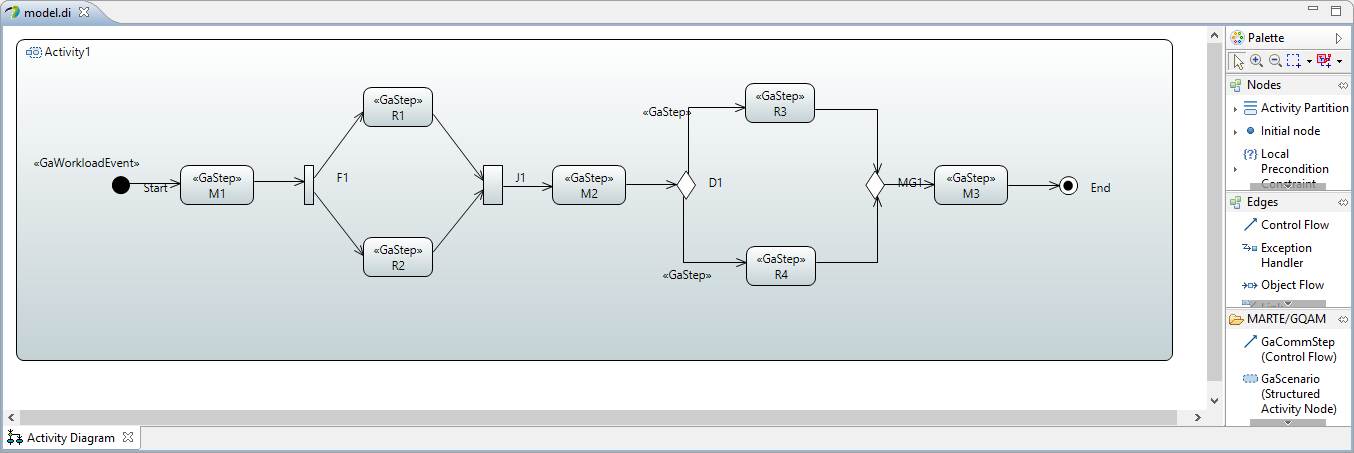 model.di
Activity1
«GaWorkloadEvent»
Start
«GaStep»
M1
F1
«GaStep»
R1
«GaStep»
R2
J1
«GaStep»
M2
D1
«GaStep»
«GaStep»
R3
«GaStep»
«GaStep»
R4
MG1
«GaStep»
M3
End
Palette
Nodes
Activity Partition
Initial node
{?} Local
Precondition
Constraint
Edges
Control Flow
Exception
Handler
Object Flow
Link
MARTE/GQAM
GaCommStep
(Control Flow)
GaScenario
(Structured
Activity Node)
Activity Diagram